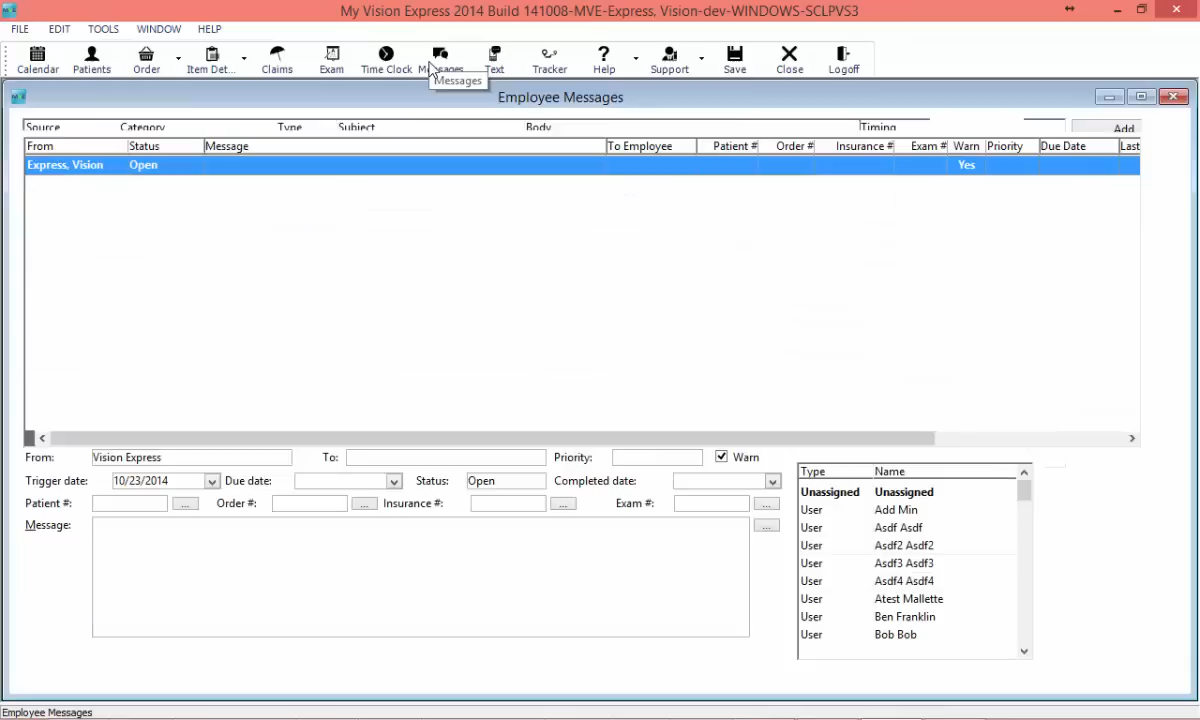 My Vision Express 2014 Build 141008-MVE-Express, Vision-dev-WINDOWS-SCLPVS3
FILE EDIT TOOLS WINDOW HELP
Calendar Patients Order Item Det... Claims Exam Time Clock Messages Text Tracker Help Support Save Close Logoff
Messages
Employee Messages
Source Category Type Subject Body Timing Add
From Status Message To Employee Patient # Order # Insurance # Exam # Warn Priority Due Date Last
Express, Vision Open Yes
From: Vision Express To: Priority: Warn
Trigger date: 10/23/2014 Due date: Status: Open Completed date:
Patient #: ... Order #: ... Insurance #: ... Exam #: ...
Message: ...
Type Name
Unassigned Unassigned
User Add Min
User Asdf Asdf
User Asdf2 Asdf2
User Asdf3 Asdf3
User Asdf4 Asdf4
User Atest Mallette
User Ben Franklin
User Bob Bob
Employee Messages